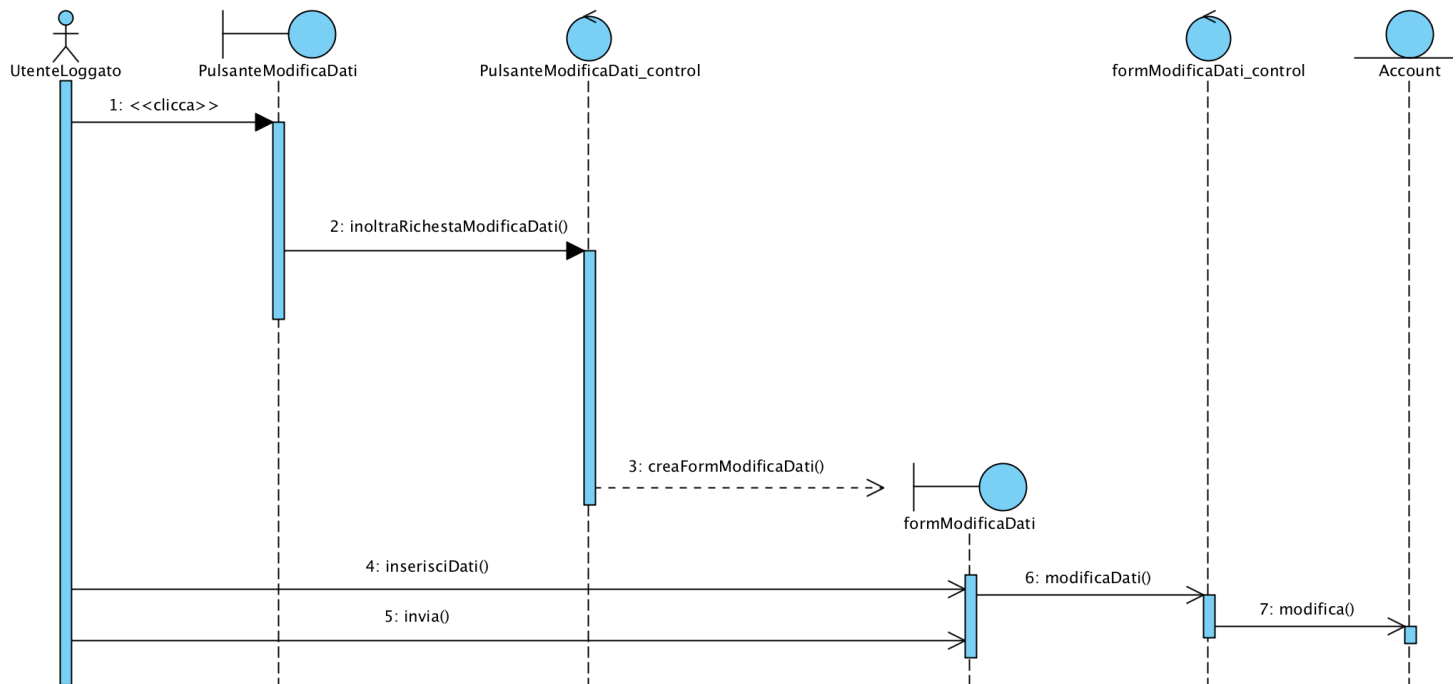 UtenteLoggato
PulsanteModificaDati
PulsanteModificaDati_control
formModificaDati_control
Account
1: <<clicca>>
2: inoltraRichestaModificaDati()
3: creaFormModificaDati()
formModificaDati
4: inserisciDati()
6: modificaDati()
5: invia()
7: modifica()